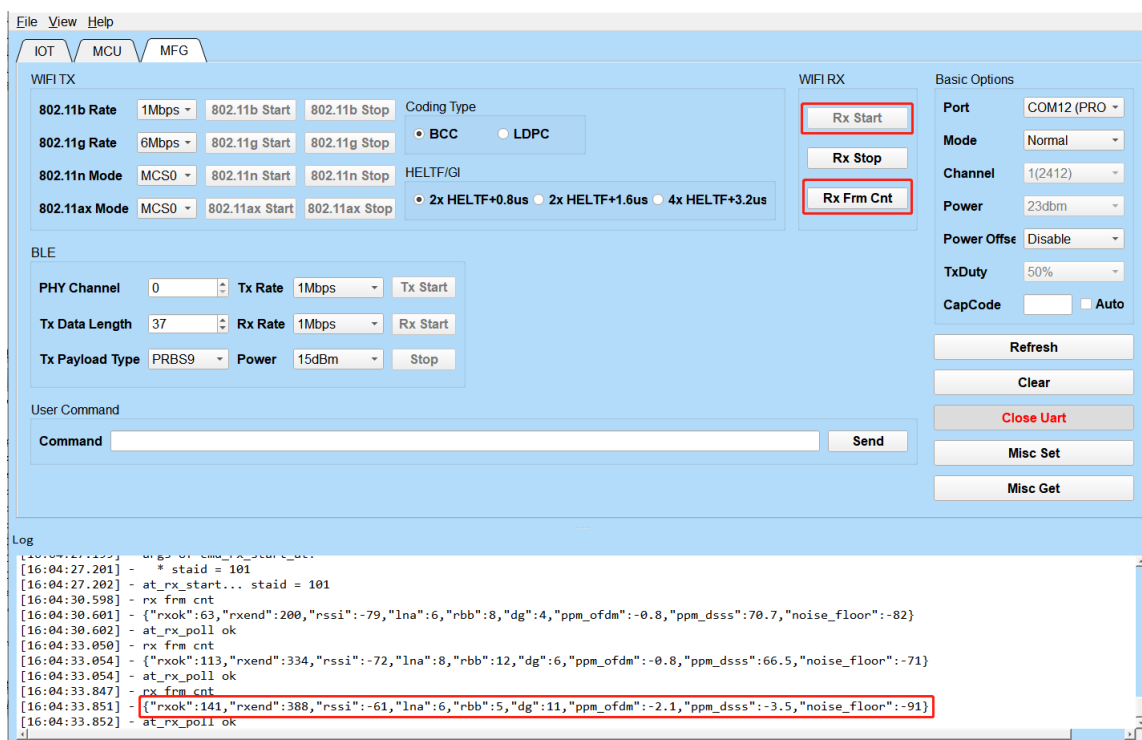 File View Help
IOT MCU MFG
WIFI TX
802.11b Rate 1Mbps 802.11b Start 802.11b Stop
802.11g Rate 6Mbps 802.11g Start 802.11g Stop
802.11n Mode MCS0 802.11n Start 802.11n Stop
802.11ax Mode MCS0 802.11ax Start 802.11ax Stop
Coding Type
BCC LDPC
HELTF/GI
2x HELTF+0.8us 2x HELTF+1.6us 4x HELTF+3.2us
WIFI RX
Rx Start
Rx Stop
Rx Frm Cnt
Basic Options
Port COM12 (PRO
Mode Normal
Channel 1(2412)
Power 23dbm
Power Offse Disable
TxDuty 50%
CapCode Auto
Refresh
Clear
Close Uart
Misc Set
Misc Get
BLE
PHY Channel 0 Tx Rate 1Mbps Tx Start
Tx Data Length 37 Rx Rate 1Mbps Rx Start
Tx Payload Type PRBS9 Power 15dBm Stop
User Command
Command Send
Log
[16:04:27.201] - * staid = 101
[16:04:27.202] - at_rx_start... staid = 101
[16:04:30.598] - rx frm cnt
[16:04:30.601] - {"rxok":63,"rxend":200,"rssi":-79,"lna":6,"rbb":8,"dg":4,"ppm_ofdm":-0.8,"ppm_dsss":70.7,"noise_floor":-82}
[16:04:30.602] - at_rx_poll ok
[16:04:33.050] - rx frm cnt
[16:04:33.054] - {"rxok":113,"rxend":334,"rssi":-72,"lna":8,"rbb":12,"dg":6,"ppm_ofdm":-0.8,"ppm_dsss":66.5,"noise_floor":-71}
[16:04:33.054] - at_rx_poll ok
[16:04:33.847] - rx frm cnt
[16:04:33.851] - {"rxok":141,"rxend":388,"rssi":-61,"lna":6,"rbb":5,"dg":11,"ppm_ofdm":-2.1,"ppm_dsss":-3.5,"noise_floor":-91}
[16:04:33.852] - at_rx_poll ok